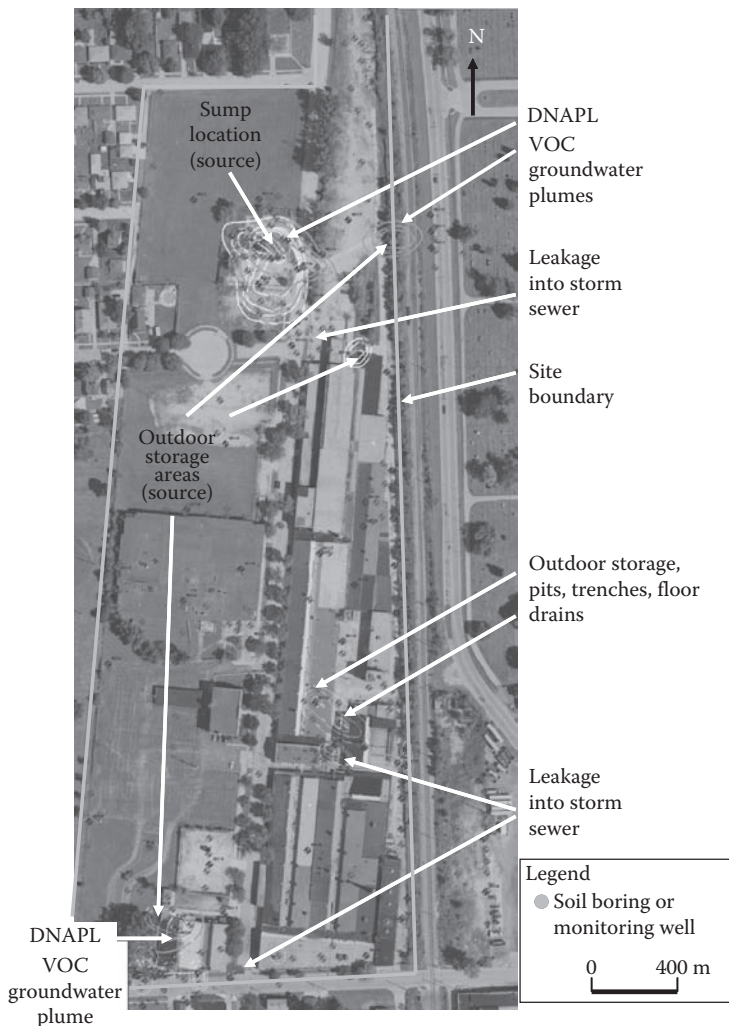 N
Sump
location
(source)
DNAPL
VOC
groundwater
plumes
Leakage
into storm
sewer
Site
boundary
Outdoor
storage
areas
(source)
Outdoor storage,
pits, trenches, floor
drains
Leakage
into storm
sewer
DNAPL
VOC
groundwater
plume
Legend
Soil boring or
monitoring well
0 400 m